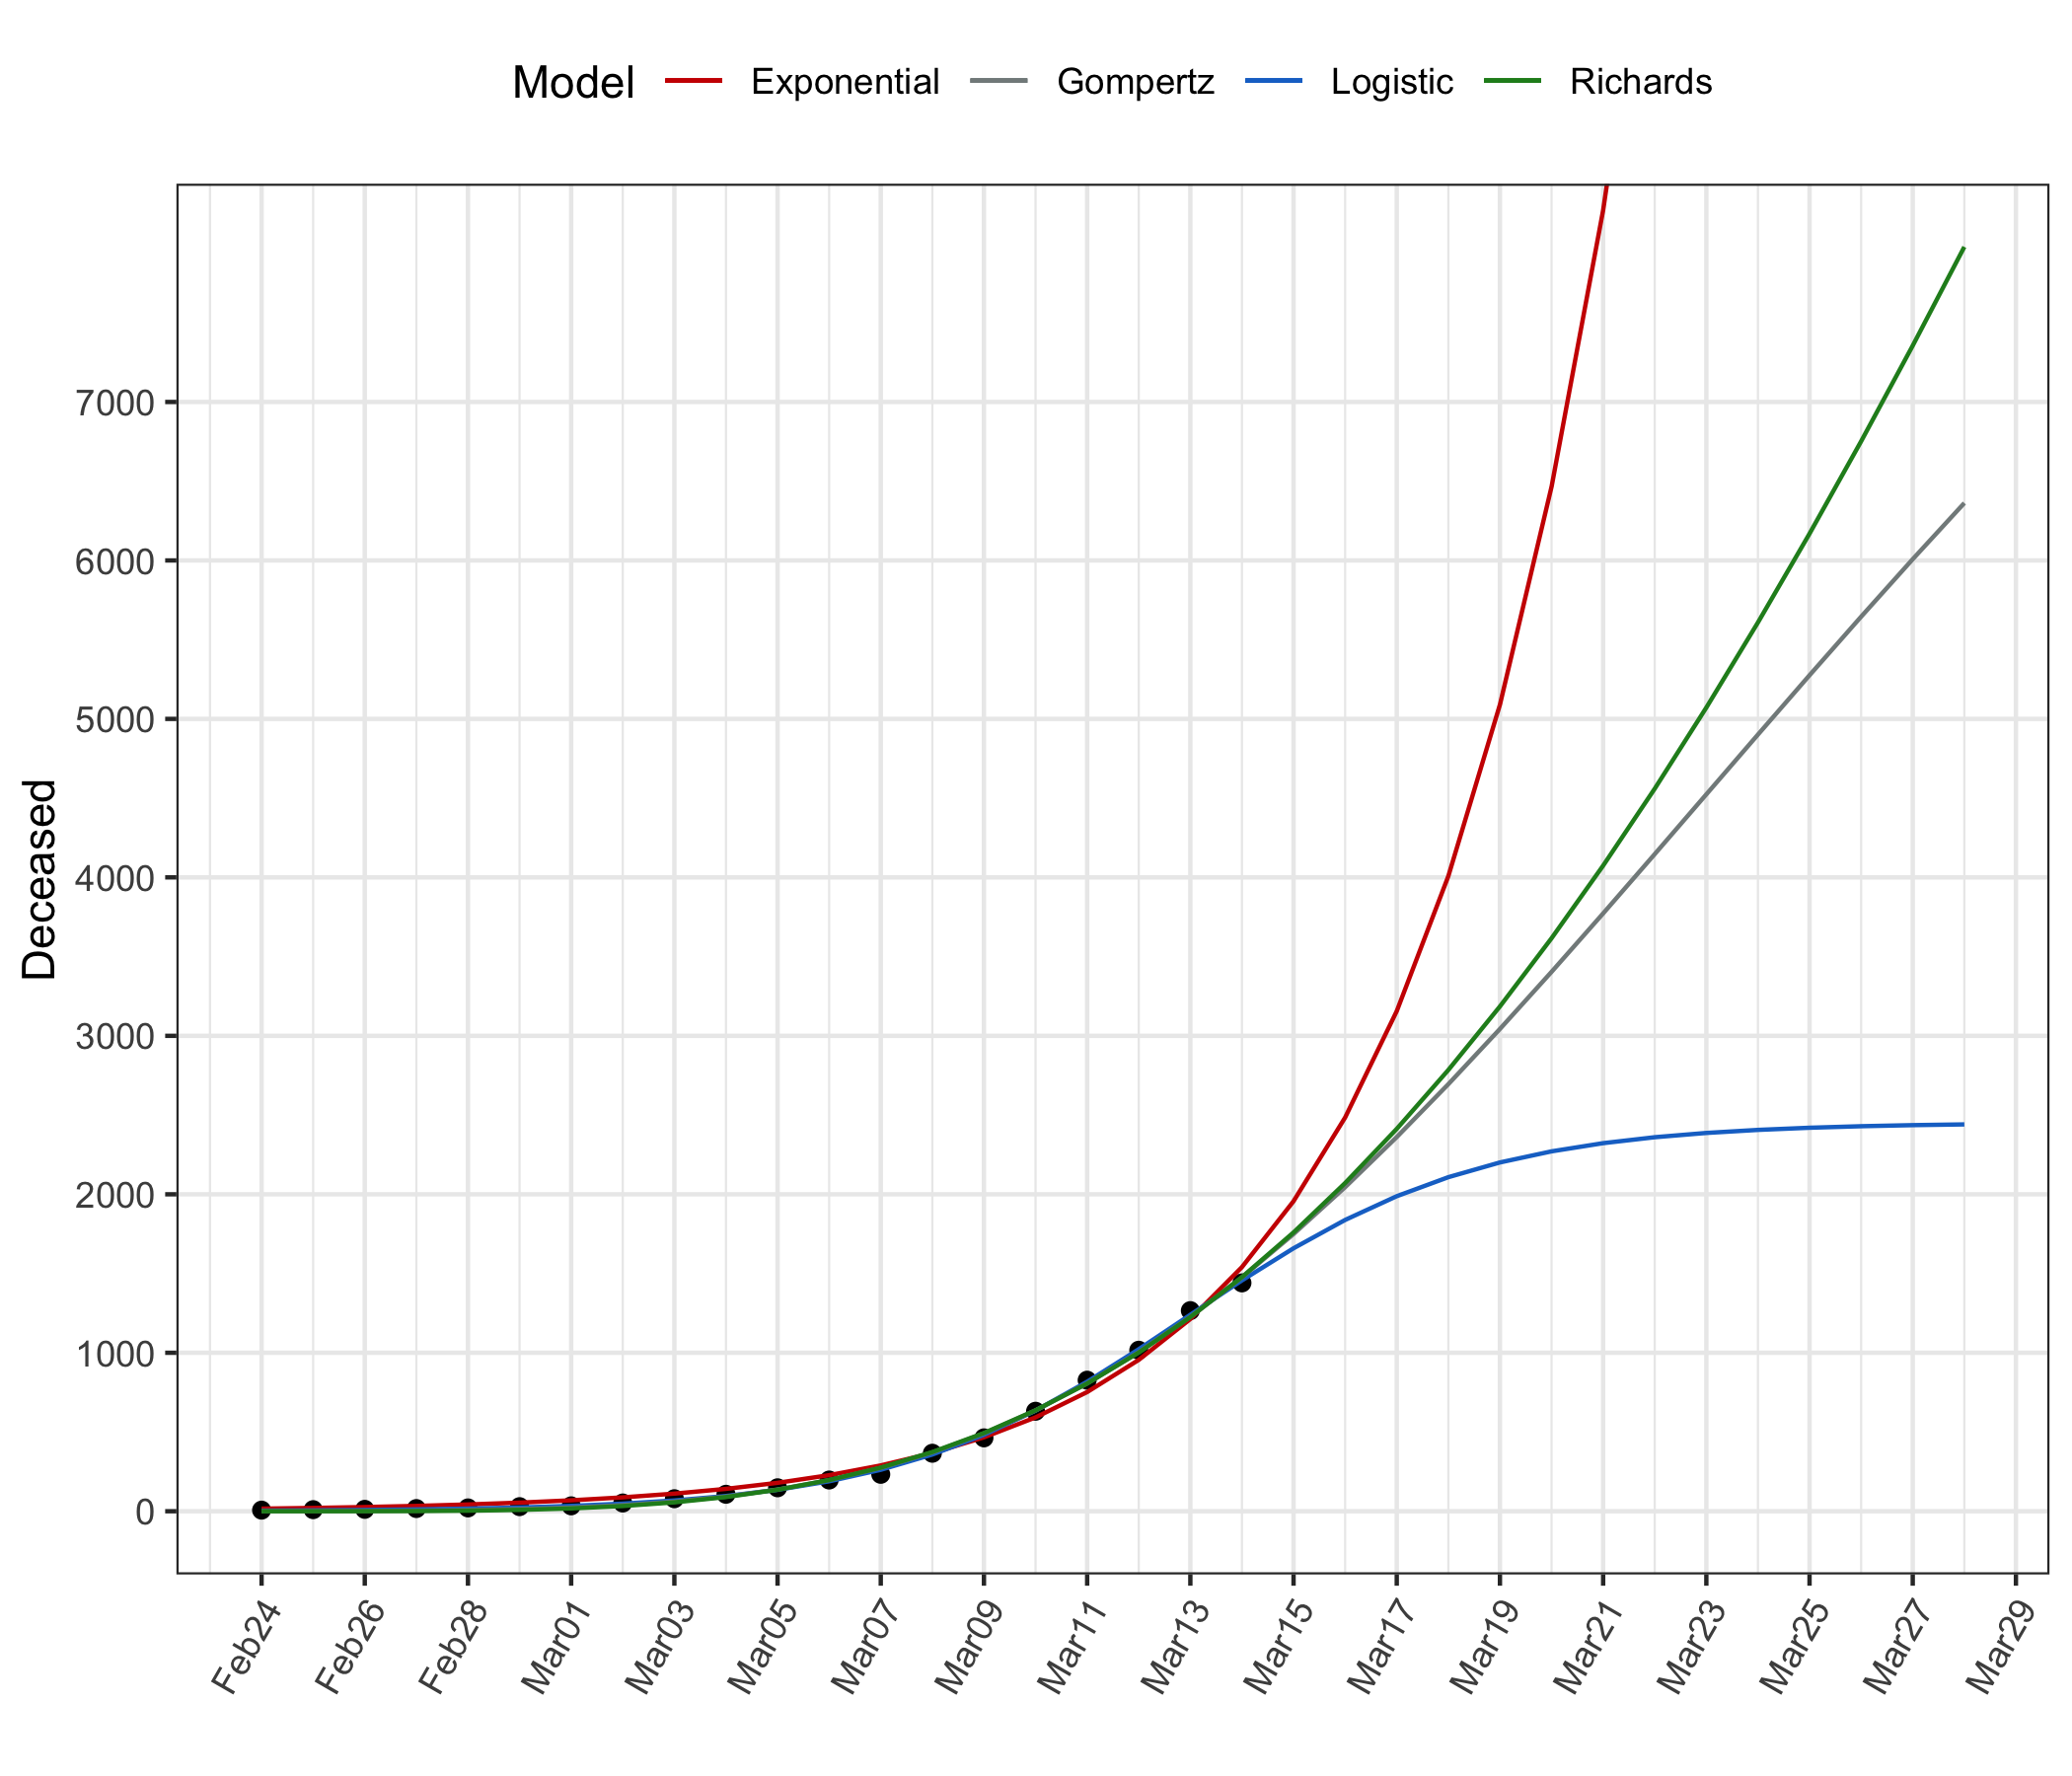 Model Exponential Gompertz Logistic Richards
Deceased
7000
6000
5000
4000
3000
2000
1000
0
Feb24 Feb26 Feb28 Mar01 Mar03 Mar05 Mar07 Mar09 Mar11 Mar13 Mar15 Mar17 Mar19 Mar21 Mar23 Mar25 Mar27 Mar29